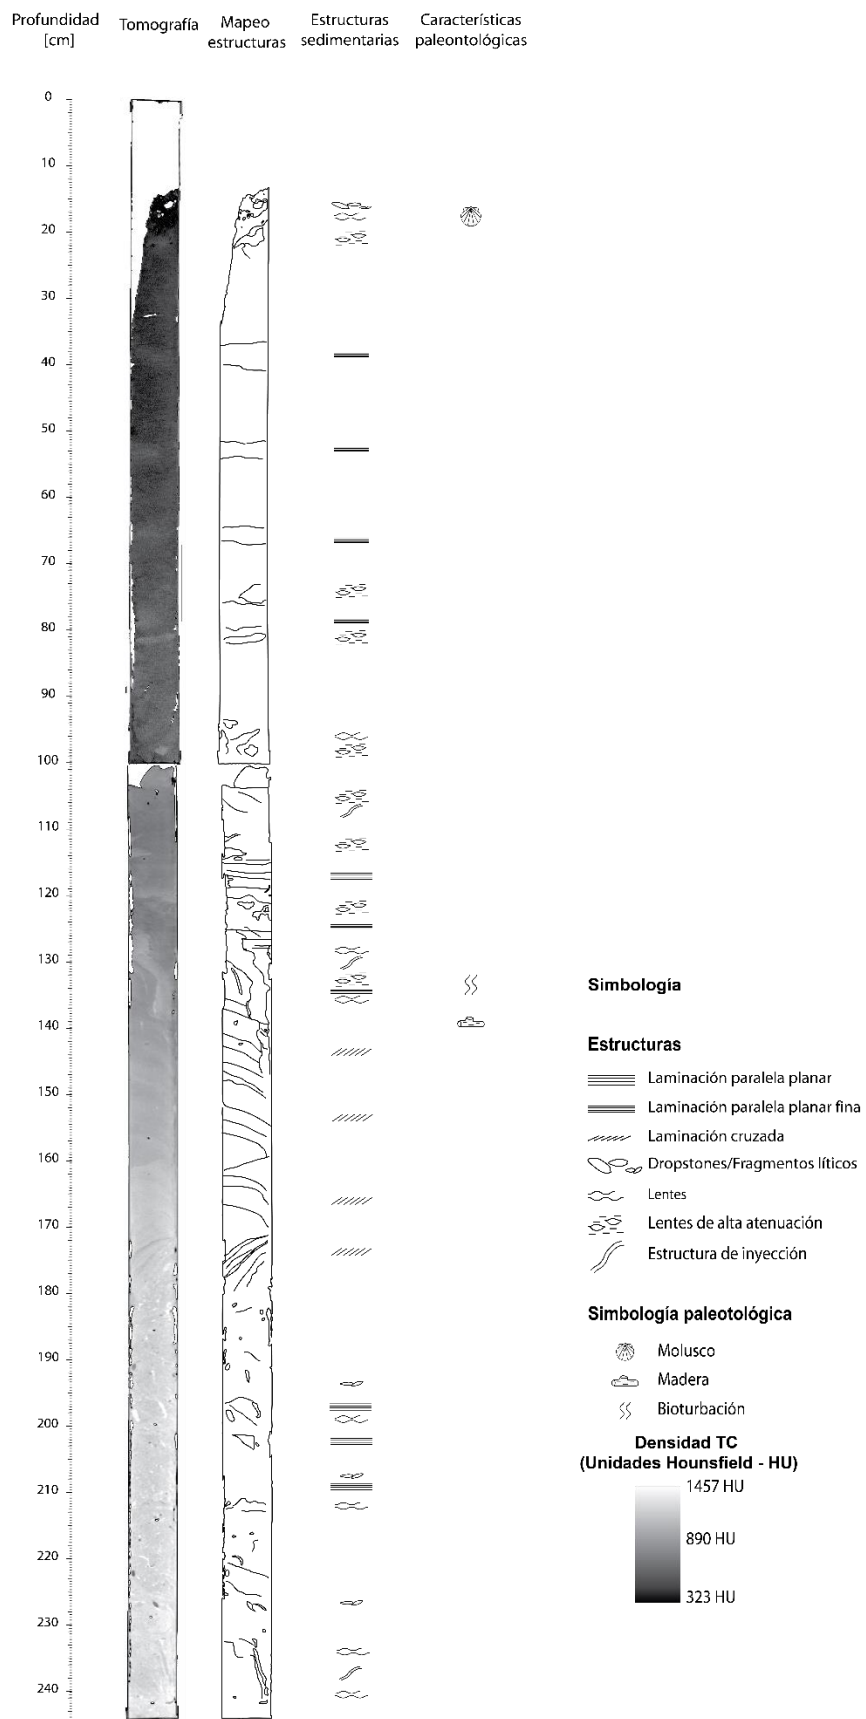 Profundidad
[cm]
Tomografía
Mapeo
estructuras
Estructuras
sedimentarias
Características
paleontológicas
0
10
20
30
40
50
60
70
80
90
100
110
120
130
140
150
160
170
180
190
200
210
220
230
240
Simbología
Estructuras
Laminación paralela planar
Laminación paralela planar fina
Laminación cruzada
Dropstones/Fragmentos líticos
Lentes
Lentes de alta atenuación
Estructura de inyección
Simbología paleotológica
Molusco
Madera
Bioturbación
Densidad TC
(Unidades Hounsfield - HU)
1457 HU
890 HU
323 HU